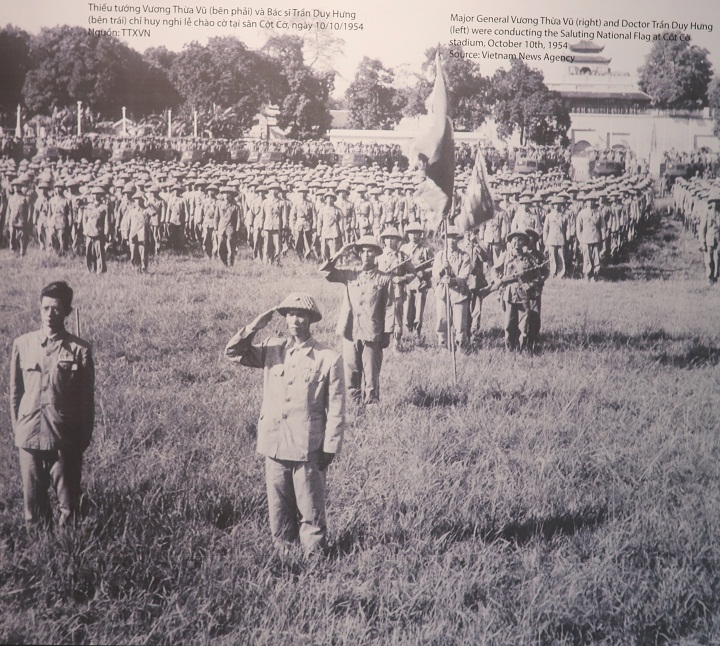 Thiếu tướng Vương Thừa Vũ (bên phải) và Bác sĩ Trần Duy Hưng
(bên trái) chỉ huy nghi lễ chào cờ tại sân Cột Cờ, ngày 10/10/1954
Nguồn: TTXVN
Major General Vương Thừa Vũ (right) and Doctor Trần Duy Hưng
(left) were conducting the Saluting National Flag at Cột Cờ
stadium, October 10th, 1954
Source: Vietnam News Agency